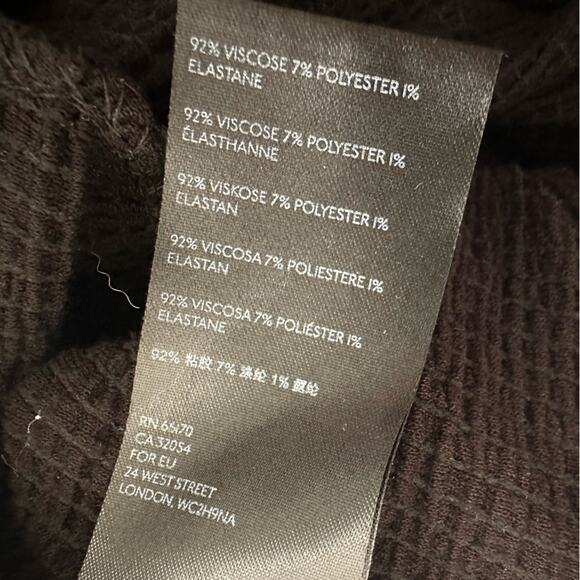 92% VISCOSE 7% POLYESTER 1%
ELASTANE
92% VISCOSE 7% POLYESTER 1%
ÉLASTHANNE
92% VISKOSE 7% POLYESTER 1%
ELASTAN
92% VISCOSA 7% POLIESTERE 1%
ELASTAN
92% VISCOSA 7% POLIÉSTER 1%
ELASTANE
92% 粘胶 7% 涤纶 1% 氨纶
RN 66170
CA 32054
FOR EU
24 WEST STREET
LONDON, WC2H9NA